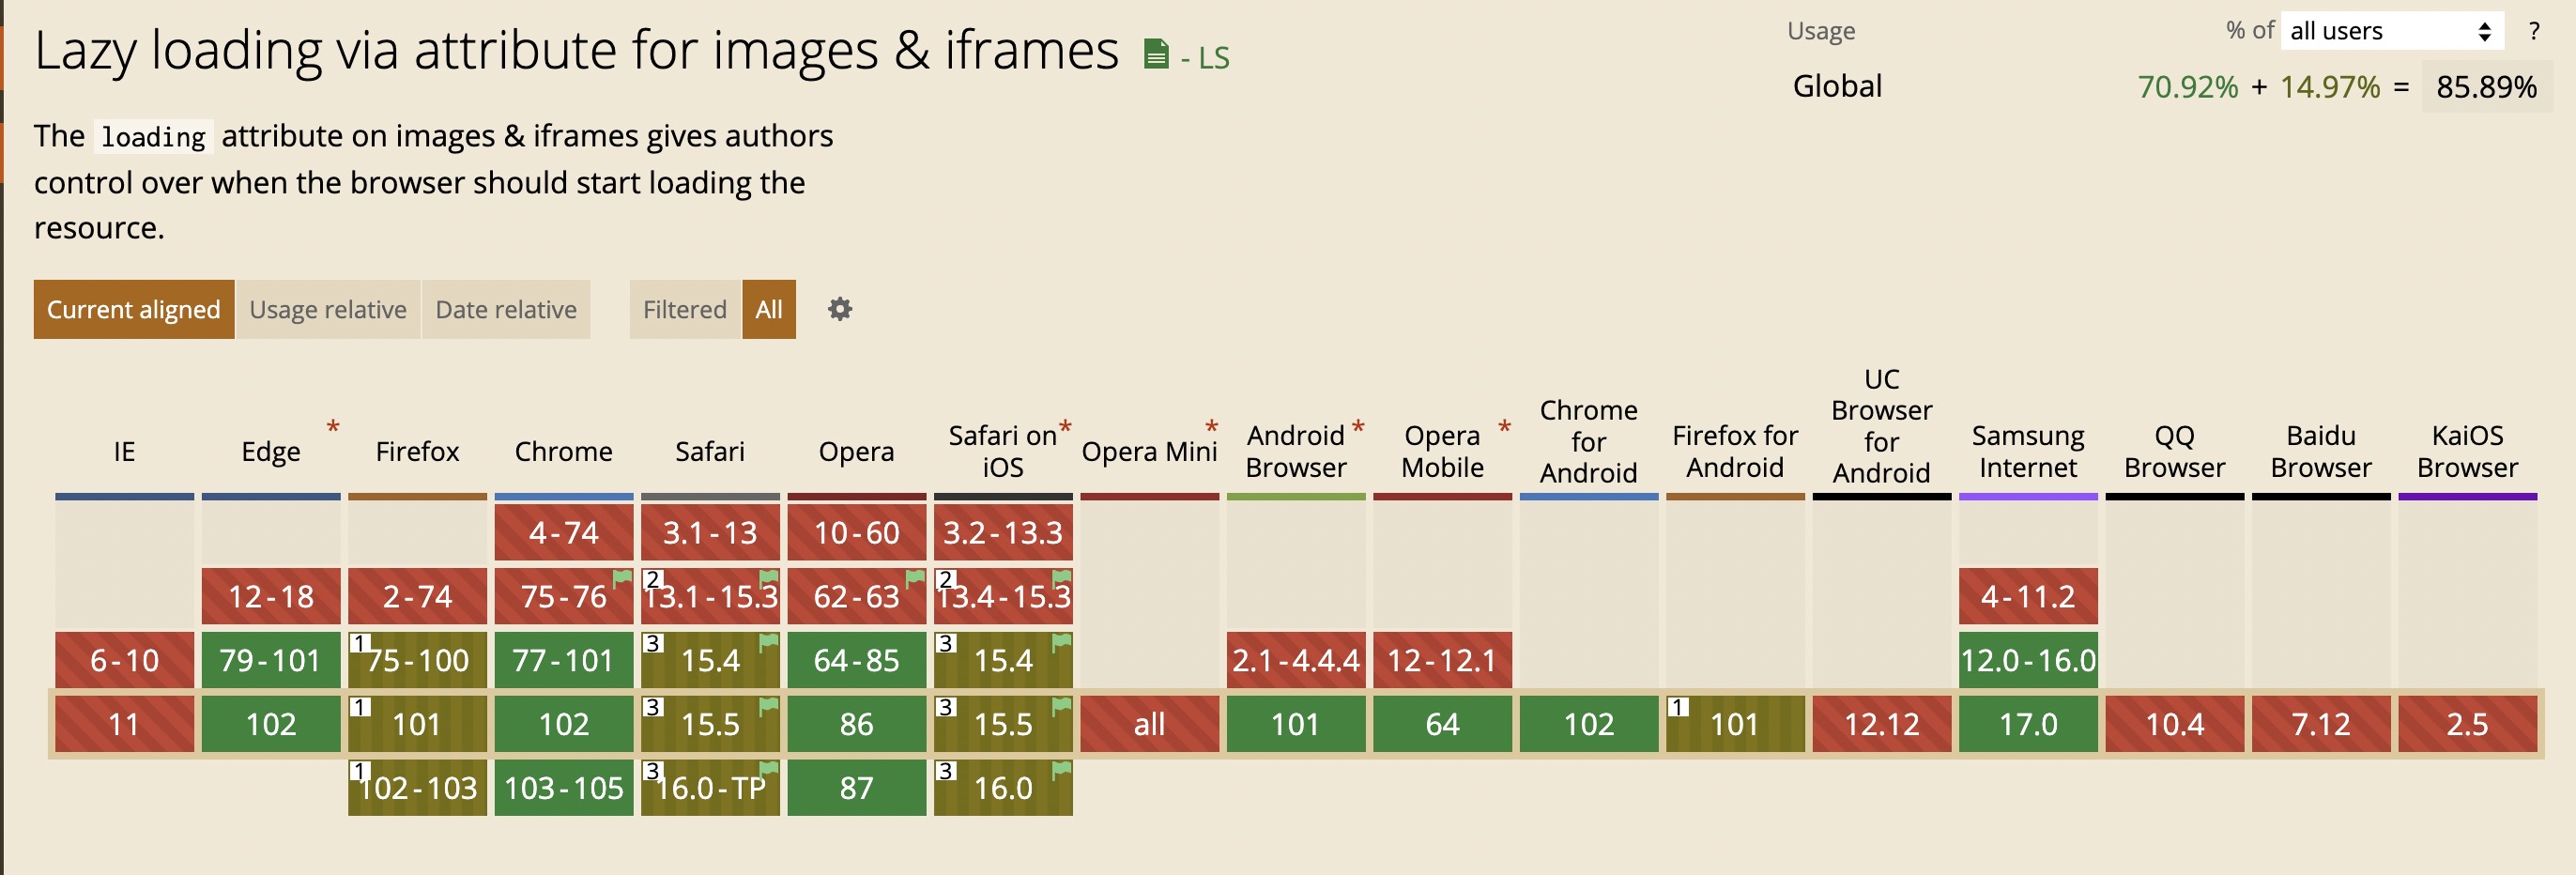 Lazy loading via attribute for images & iframes - LS
Usage % of all users ?
Global 70.92% + 14.97% = 85.89%
The loading attribute on images & iframes gives authors
control over when the browser should start loading the
resource.
Current aligned Usage relative Date relative Filtered All
IE
Edge *
Firefox
Chrome
Safari
Opera
Safari on *
iOS
Opera Mini *
Android *
Browser
Opera *
Mobile
Chrome
for
Android
Firefox for
Android
UC
Browser
for
Android
Samsung
Internet
QQ
Browser
Baidu
Browser
KaiOS
Browser
4-74 3.1-13 10-60 3.2-13.3
12-18 2-74 75-76 2 13.1-15.3 62-63 2 13.4-15.3 4-11.2
6-10 79-101 1 75-100 77-101 3 15.4 64-85 3 15.4 2.1-4.4.4 12-12.1 12.0-16.0
11 102 1 101 102 3 15.5 86 3 15.5 all 101 64 102 1 101 12.12 17.0 10.4 7.12 2.5
1 102-103 103-105 3 16.0-TP 87 3 16.0